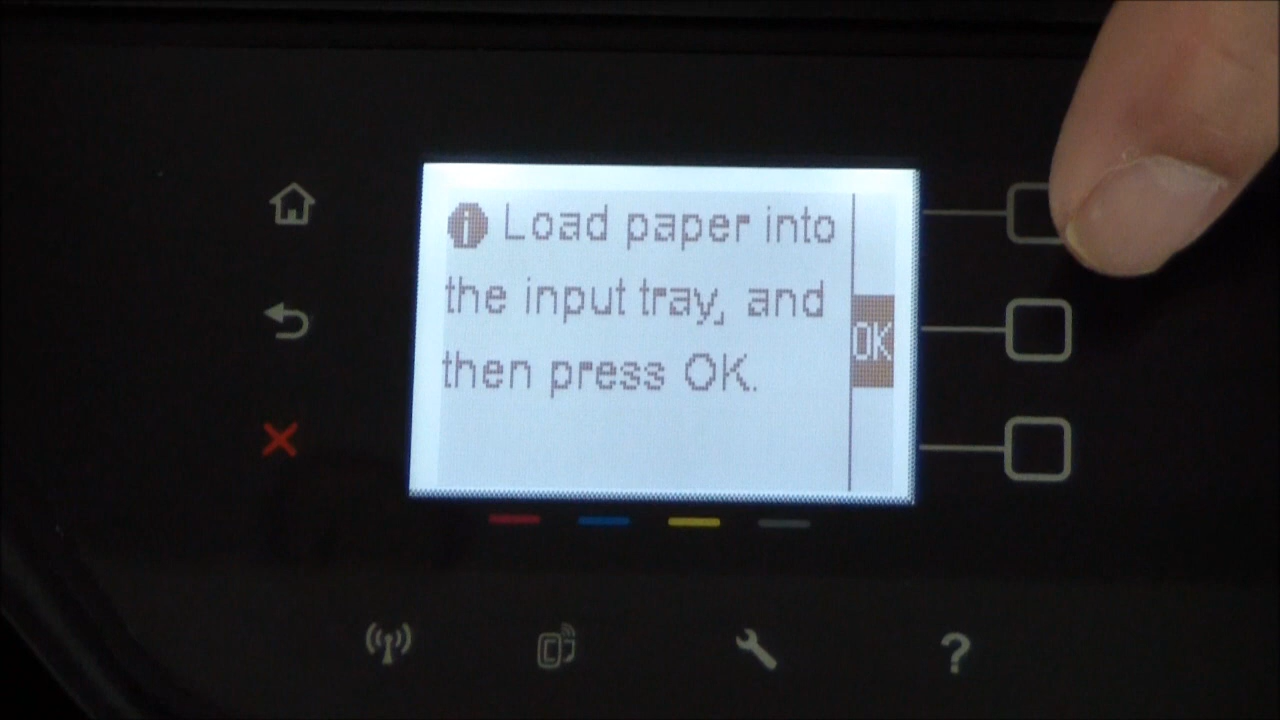 Load paper into
the input tray, and
then press OK.
OK
?